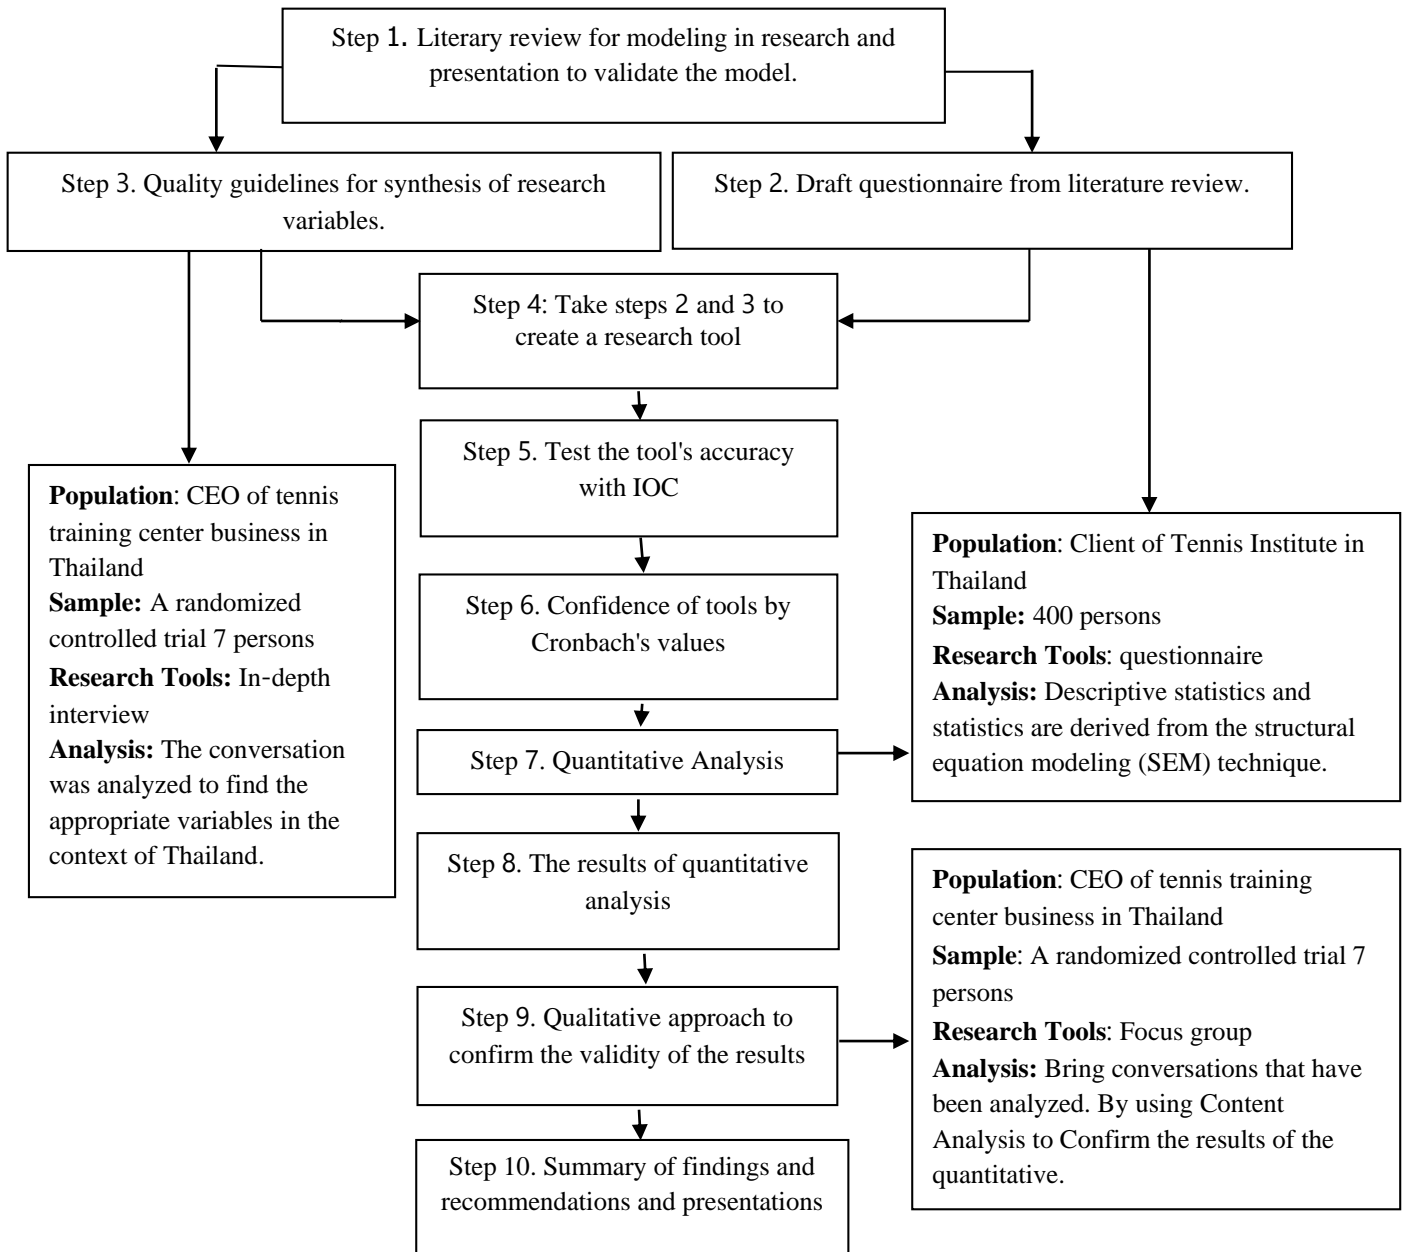 Step 1. Literary review for modeling in research and
presentation to validate the model.
Step 3. Quality guidelines for synthesis of research
variables.
Step 2. Draft questionnaire from literature review.
Step 4: Take steps 2 and 3 to
create a research tool
Step 5. Test the tool's accuracy
with IOC
Population: CEO of tennis
training center business in
Thailand
Sample: A randomized
controlled trial 7 persons
Research Tools: In-depth
interview
Analysis: The conversation
was analyzed to find the
appropriate variables in the
context of Thailand.
Population: Client of Tennis Institute in
Thailand
Sample: 400 persons
Research Tools: questionnaire
Analysis: Descriptive statistics and
statistics are derived from the structural
equation modeling (SEM) technique.
Step 6. Confidence of tools by
Cronbach's values
Step 7. Quantitative Analysis
Step 8. The results of quantitative
analysis
Step 9. Qualitative approach to
confirm the validity of the results
Population: CEO of tennis training
center business in Thailand
Sample: A randomized controlled trial 7
persons
Research Tools: Focus group
Analysis: Bring conversations that have
been analyzed. By using Content
Analysis to Confirm the results of the
quantitative.
Step 10. Summary of findings and
recommendations and presentations